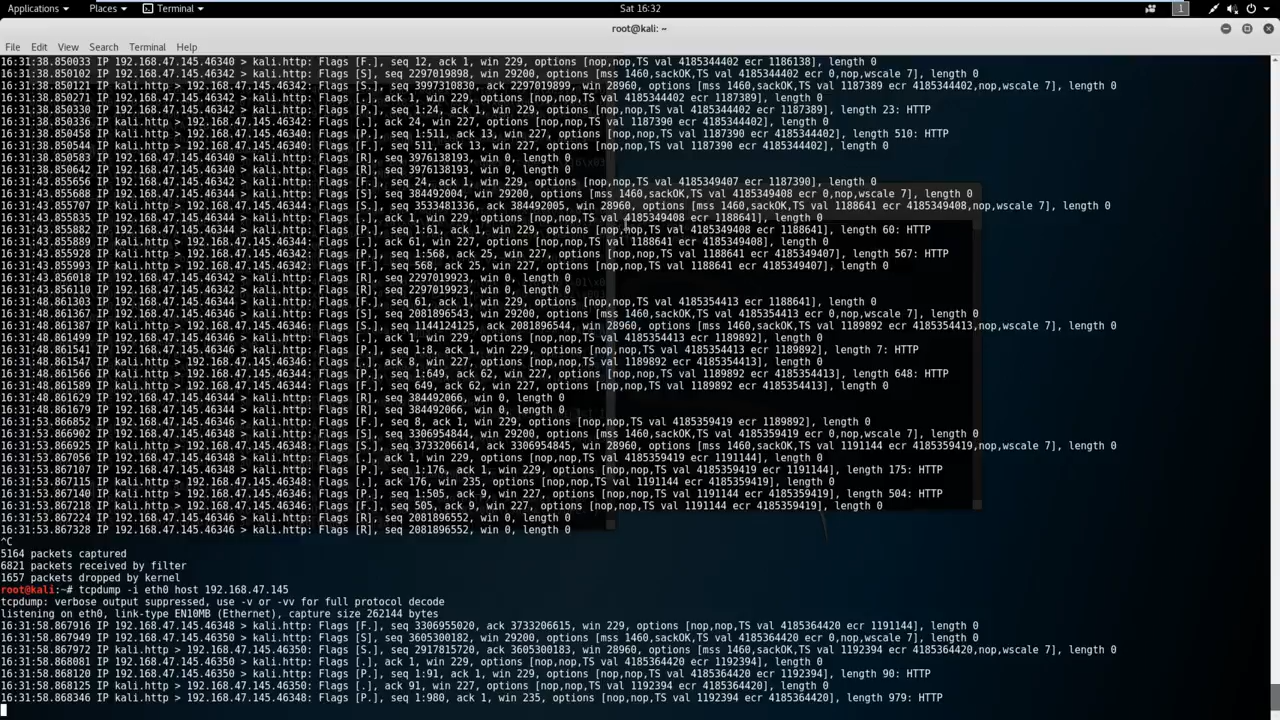 Applications Places Terminal Sat 16:32 1
root@kali: ~
File Edit View Search Terminal Help
16:31:38.850033 IP 192.168.47.145.46340 > kali.http: Flags [F.], seq 12, ack 1, win 229, options [nop,nop,TS val 4185344402 ecr 1186138], length 0
16:31:38.850102 IP 192.168.47.145.46342 > kali.http: Flags [S], seq 2297019898, win 29200, options [mss 1460,sackOK,TS val 4185344402 ecr 0,nop,wscale 7], length 0
16:31:38.850121 IP kali.http > 192.168.47.145.46342: Flags [S.], seq 3997310830, ack 2297019899, win 28960, options [mss 1460,sackOK,TS val 1187389 ecr 4185344402,nop,wscale 7], length 0
16:31:38.850271 IP 192.168.47.145.46342 > kali.http: Flags [.], ack 1, win 229, options [nop,nop,TS val 4185344402 ecr 1187389], length 0
16:31:38.850330 IP 192.168.47.145.46342 > kali.http: Flags [P.], seq 1:24, ack 1, win 229, options [nop,nop,TS val 4185344402 ecr 1187389], length 23: HTTP
16:31:38.850336 IP kali.http > 192.168.47.145.46342: Flags [.], ack 24, win 227, options [nop,nop,TS val 1187390 ecr 4185344402], length 0
16:31:38.850458 IP kali.http > 192.168.47.145.46340: Flags [P.], seq 1:511, ack 13, win 227, options [nop,nop,TS val 1187390 ecr 4185344402], length 510: HTTP
16:31:38.850544 IP kali.http > 192.168.47.145.46340: Flags [F.], seq 511, ack 13, win 227, options [nop,nop,TS val 1187390 ecr 4185344402], length 0
16:31:38.850583 IP 192.168.47.145.46340 > kali.http: Flags [R], seq 3976138193, win 0, length 0
16:31:38.850642 IP 192.168.47.145.46340 > kali.http: Flags [R], seq 3976138193, win 0, length 0
16:31:43.855656 IP 192.168.47.145.46342 > kali.http: Flags [F.], seq 24, ack 1, win 229, options [nop,nop,TS val 4185349407 ecr 1187390], length 0
16:31:43.855688 IP 192.168.47.145.46344 > kali.http: Flags [S], seq 384492004, win 29200, options [mss 1460,sackOK,TS val 4185349408 ecr 0,nop,wscale 7], length 0
16:31:43.855707 IP kali.http > 192.168.47.145.46344: Flags [S.], seq 3533481336, ack 384492005, win 28960, options [mss 1460,sackOK,TS val 1188641 ecr 4185349408,nop,wscale 7], length 0
16:31:43.855835 IP 192.168.47.145.46344 > kali.http: Flags [.], ack 1, win 229, options [nop,nop,TS val 4185349408 ecr 1188641], length 0
16:31:43.855882 IP 192.168.47.145.46344 > kali.http: Flags [P.], seq 1:61, ack 1, win 229, options [nop,nop,TS val 4185349408 ecr 1188641], length 60: HTTP
16:31:43.855889 IP kali.http > 192.168.47.145.46344: Flags [.], ack 61, win 227, options [nop,nop,TS val 1188641 ecr 4185349408], length 0
16:31:43.855928 IP kali.http > 192.168.47.145.46342: Flags [P.], seq 1:568, ack 25, win 227, options [nop,nop,TS val 1188641 ecr 4185349407], length 567: HTTP
16:31:43.855993 IP kali.http > 192.168.47.145.46342: Flags [F.], seq 568, ack 25, win 227, options [nop,nop,TS val 1188641 ecr 4185349407], length 0
16:31:43.856018 IP 192.168.47.145.46342 > kali.http: Flags [R], seq 2297019923, win 0, length 0
16:31:43.856110 IP 192.168.47.145.46342 > kali.http: Flags [R], seq 2297019923, win 0, length 0
16:31:48.861303 IP 192.168.47.145.46344 > kali.http: Flags [F.], seq 61, ack 1, win 229, options [nop,nop,TS val 4185354413 ecr 1188641], length 0
16:31:48.861367 IP 192.168.47.145.46346 > kali.http: Flags [S], seq 2081896543, win 29200, options [mss 1460,sackOK,TS val 4185354413 ecr 0,nop,wscale 7], length 0
16:31:48.861387 IP kali.http > 192.168.47.145.46346: Flags [S.], seq 1144124125, ack 2081896544, win 28960, options [mss 1460,sackOK,TS val 1189892 ecr 4185354413,nop,wscale 7], length 0
16:31:48.861499 IP 192.168.47.145.46346 > kali.http: Flags [.], ack 1, win 229, options [nop,nop,TS val 4185354413 ecr 1189892], length 0
16:31:48.861541 IP 192.168.47.145.46346 > kali.http: Flags [P.], seq 1:8, ack 1, win 229, options [nop,nop,TS val 4185354413 ecr 1189892], length 7: HTTP
16:31:48.861547 IP kali.http > 192.168.47.145.46346: Flags [.], ack 8, win 227, options [nop,nop,TS val 1189892 ecr 4185354413], length 0
16:31:48.861566 IP kali.http > 192.168.47.145.46344: Flags [P.], seq 1:649, ack 62, win 227, options [nop,nop,TS val 1189892 ecr 4185354413], length 648: HTTP
16:31:48.861589 IP kali.http > 192.168.47.145.46344: Flags [F.], seq 649, ack 62, win 227, options [nop,nop,TS val 1189892 ecr 4185354413], length 0
16:31:48.861629 IP 192.168.47.145.46344 > kali.http: Flags [R], seq 384492066, win 0, length 0
16:31:48.861679 IP 192.168.47.145.46344 > kali.http: Flags [R], seq 384492066, win 0, length 0
16:31:53.866852 IP 192.168.47.145.46346 > kali.http: Flags [F.], seq 8, ack 1, win 229, options [nop,nop,TS val 4185359419 ecr 1189892], length 0
16:31:53.866902 IP 192.168.47.145.46348 > kali.http: Flags [S], seq 3306954844, win 29200, options [mss 1460,sackOK,TS val 4185359419 ecr 0,nop,wscale 7], length 0
16:31:53.866925 IP kali.http > 192.168.47.145.46348: Flags [S.], seq 3733206614, ack 3306954845, win 28960, options [mss 1460,sackOK,TS val 1191144 ecr 4185359419,nop,wscale 7], length 0
16:31:53.867056 IP 192.168.47.145.46348 > kali.http: Flags [.], ack 1, win 229, options [nop,nop,TS val 4185359419 ecr 1191144], length 0
16:31:53.867107 IP 192.168.47.145.46348 > kali.http: Flags [P.], seq 1:176, ack 1, win 229, options [nop,nop,TS val 4185359419 ecr 1191144], length 175: HTTP
16:31:53.867116 IP kali.http > 192.168.47.145.46348: Flags [.], ack 176, win 235, options [nop,nop,TS val 1191144 ecr 4185359419], length 0
16:31:53.867140 IP kali.http > 192.168.47.145.46346: Flags [P.], seq 1:505, ack 9, win 227, options [nop,nop,TS val 1191144 ecr 4185359419], length 504: HTTP
16:31:53.867218 IP kali.http > 192.168.47.145.46346: Flags [F.], seq 505, ack 9, win 227, options [nop,nop,TS val 1191144 ecr 4185359419], length 0
16:31:53.867224 IP 192.168.47.145.46346 > kali.http: Flags [R], seq 2081896552, win 0, length 0
16:31:53.867328 IP 192.168.47.145.46346 > kali.http: Flags [R], seq 2081896552, win 0, length 0
^C
5164 packets captured
6821 packets received by filter
1657 packets dropped by kernel
root@kali:~# tcpdump -i eth0 host 192.168.47.145
tcpdump: verbose output suppressed, use -v or -vv for full protocol decode
listening on eth0, link-type EN10MB (Ethernet), capture size 262144 bytes
16:31:58.867916 IP 192.168.47.145.46348 > kali.http: Flags [F.], seq 3306955020, ack 3733206615, win 229, options [nop,nop,TS val 4185364420 ecr 1191144], length 0
16:31:58.867949 IP 192.168.47.145.46350 > kali.http: Flags [S], seq 3605300182, win 29200, options [mss 1460,sackOK,TS val 4185364420 ecr 0,nop,wscale 7], length 0
16:31:58.867972 IP kali.http > 192.168.47.145.46350: Flags [S.], seq 2917815720, ack 3605300183, win 28960, options [mss 1460,sackOK,TS val 1192394 ecr 4185364420,nop,wscale 7], length 0
16:31:58.868081 IP 192.168.47.145.46350 > kali.http: Flags [.], ack 1, win 229, options [nop,nop,TS val 4185364420 ecr 1192394], length 0
16:31:58.868120 IP 192.168.47.145.46350 > kali.http: Flags [P.], seq 1:91, ack 1, win 229, options [nop,nop,TS val 4185364420 ecr 1192394], length 90: HTTP
16:31:58.868125 IP kali.http > 192.168.47.145.46350: Flags [.], ack 91, win 227, options [nop,nop,TS val 1192394 ecr 4185364420], length 0
16:31:58.868346 IP kali.http > 192.168.47.145.46348: Flags [P.], seq 1:980, ack 1, win 235, options [nop,nop,TS val 1192394 ecr 4185364420], length 979: HTTP